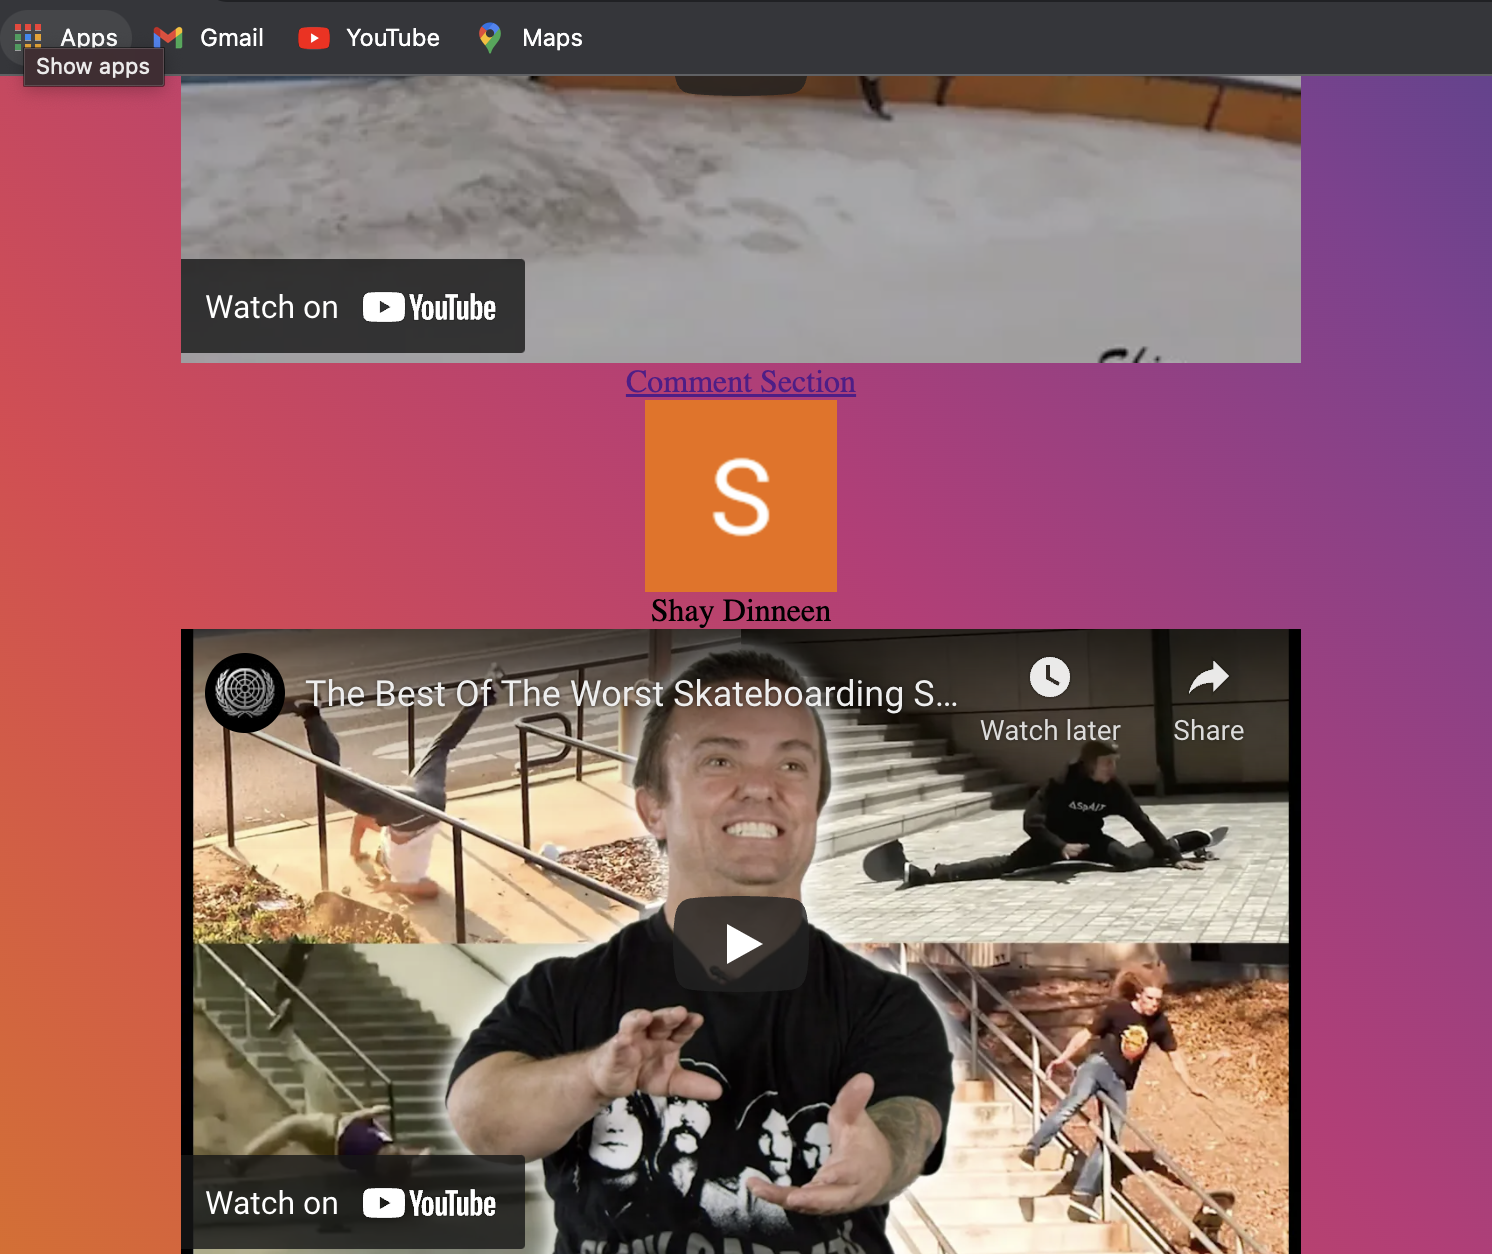 Apps Gmail YouTube Maps
Show apps
Watch on YouTube
Comment Section
S
Shay Dinneen
The Best Of The Worst Skateboarding S...
Watch later Share
ASphAlT
Watch on YouTube